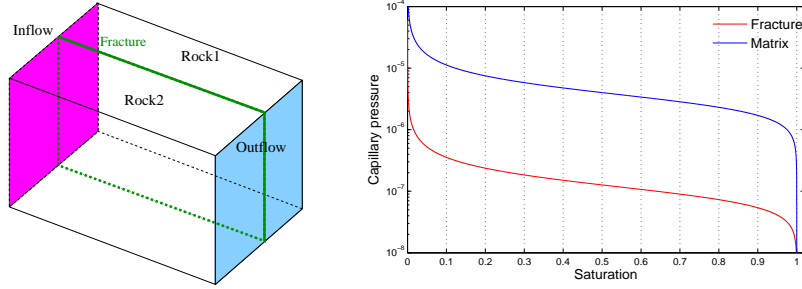 Inflow
Fracture
Rock1
Rock2
Outflow
Capillary pressure
10⁻⁴
10⁻⁵
10⁻⁶
10⁻⁷
10⁻⁸
Fracture
Matrix
0 0.1 0.2 0.3 0.4 0.5 0.6 0.7 0.8 0.9 1
Saturation